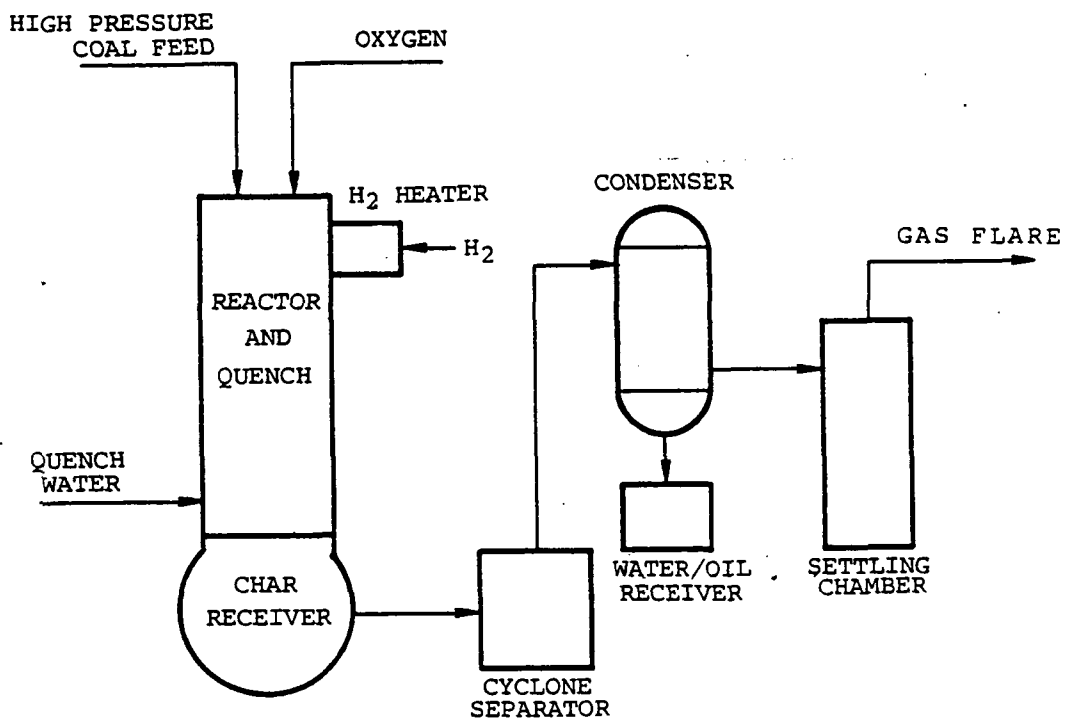 HIGH PRESSURE
COAL FEED
OXYGEN
H2 HEATER
H2
CONDENSER
GAS FLARE
REACTOR
AND
QUENCH
QUENCH
WATER
CHAR
RECEIVER
CYCLONE
SEPARATOR
WATER/OIL
RECEIVER
SETTLING
CHAMBER